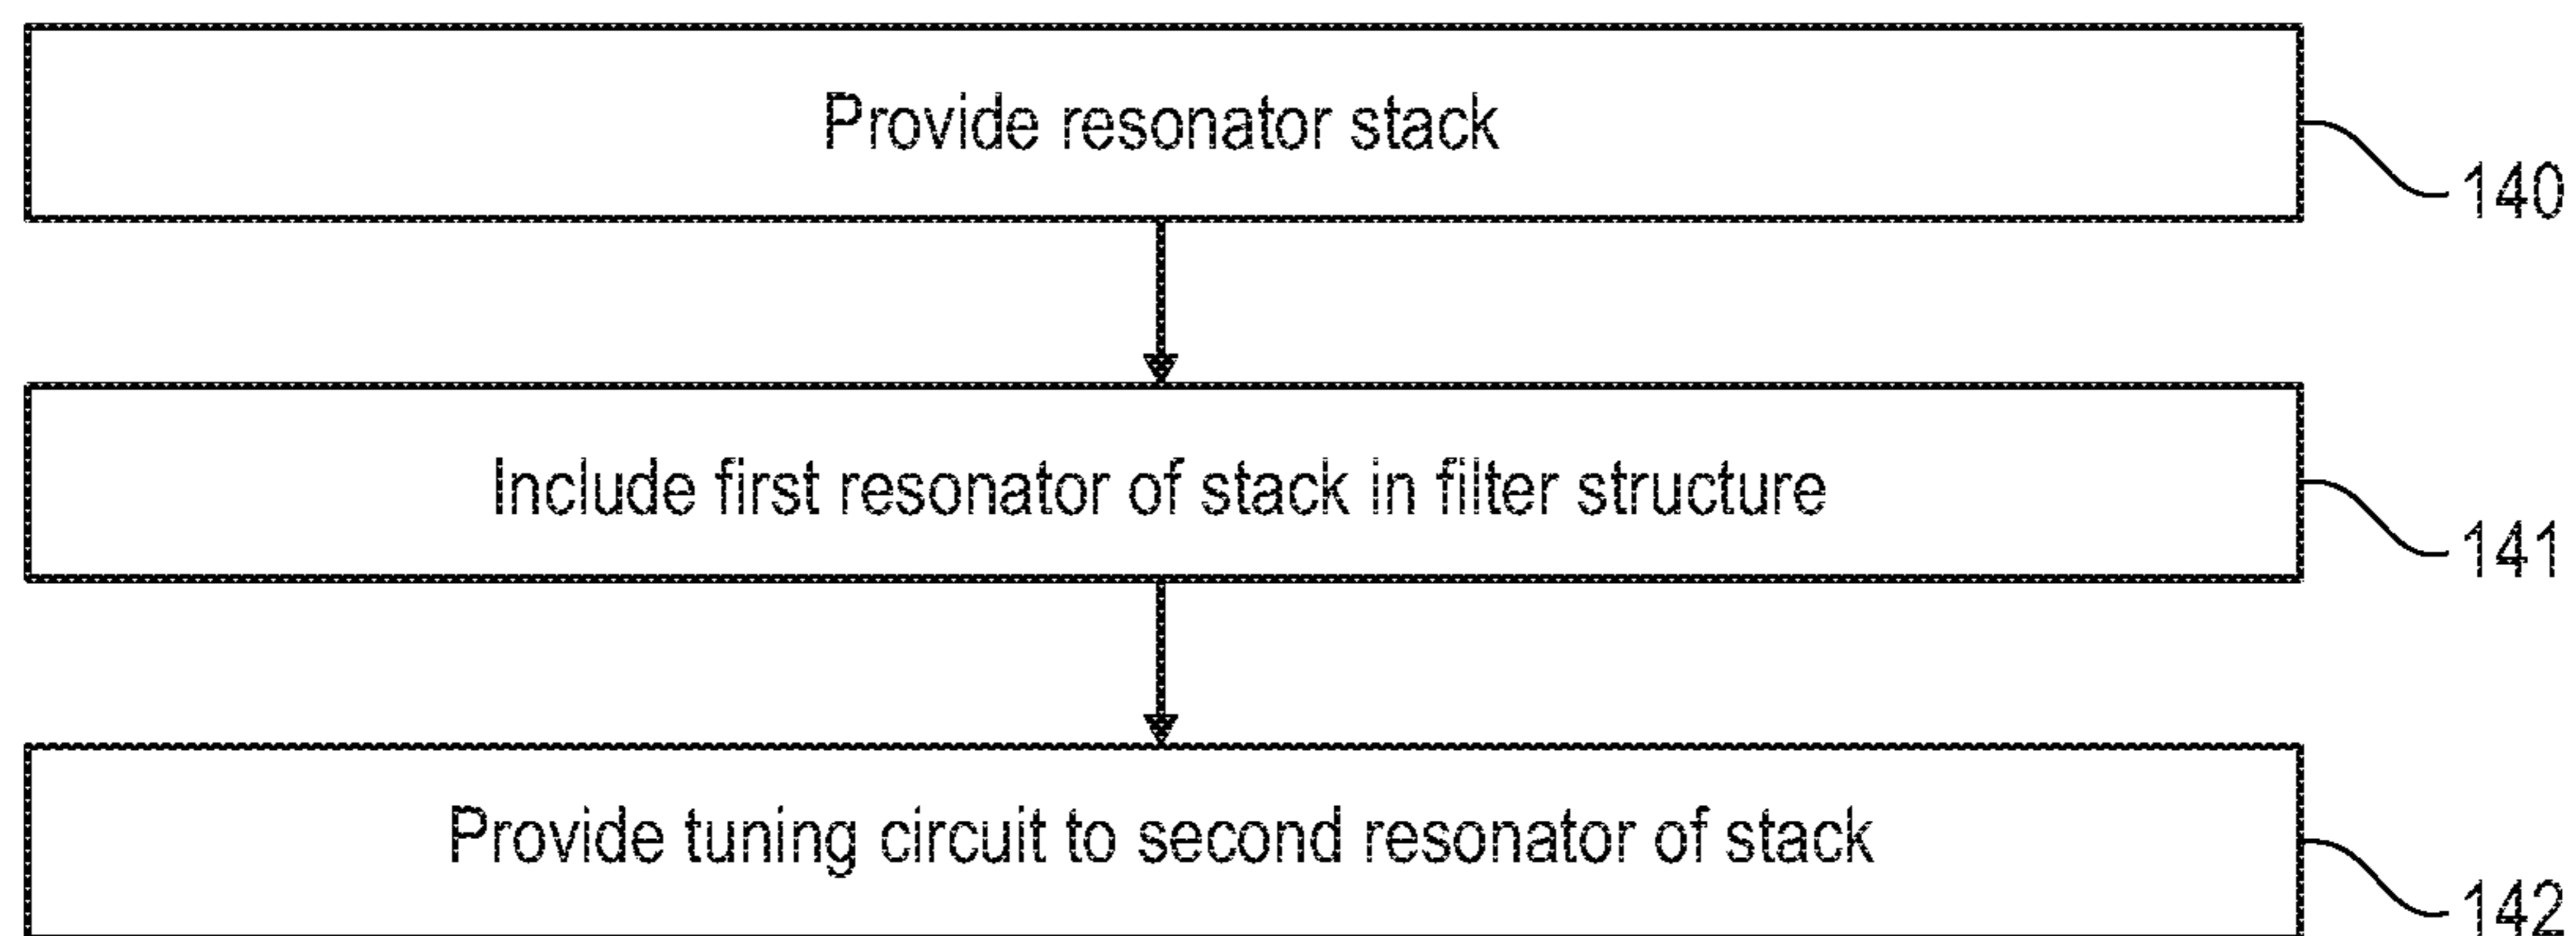 Provide resonator stack
140
Include first resonator of stack in filter structure
141
Provide tuning circuit to second resonator of stack
142